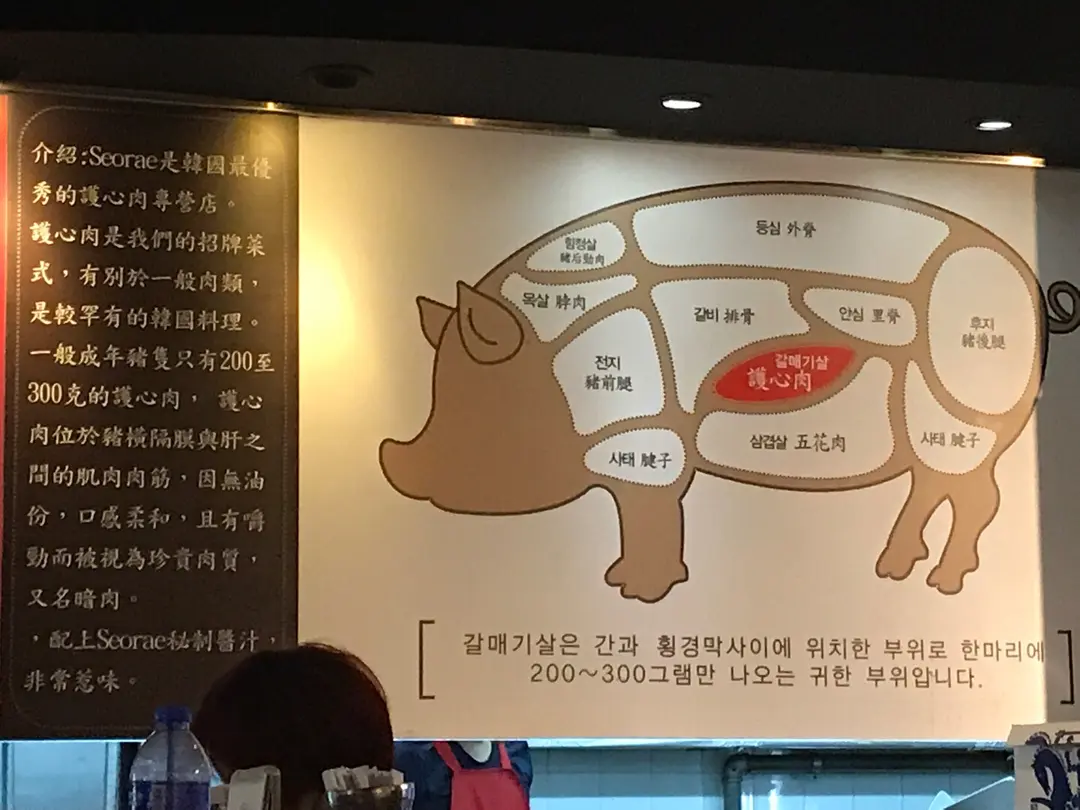 介紹:Seorae是韓國最優
秀的護心肉專營店。
護心肉是我們的招牌菜
式，有別於一般肉類，
是較罕有的韓國料理。
一般成年豬隻只有200至
300克的護心肉， 護心
肉位於豬橫隔膜與肝之
間的肌肉肉筋，因無油
份，口感柔和，且有嚼
勁而被視為珍貴肉質，
又名暗肉。
，配上Seorae秘制醬汁，
非常惹味。
등심 外脊
항정살
豬后動肉
목살 脖肉
갈비 排骨
안심 里脊
후지
豬後腿
전지
豬前腿
갈매기살
護心肉
삼겹살 五花肉
사태 腱子
사태 腱子
갈매기살은 간과 횡경막사이에 위치한 부위로 한마리에
200~300그램만 나오는 귀한 부위압니다.